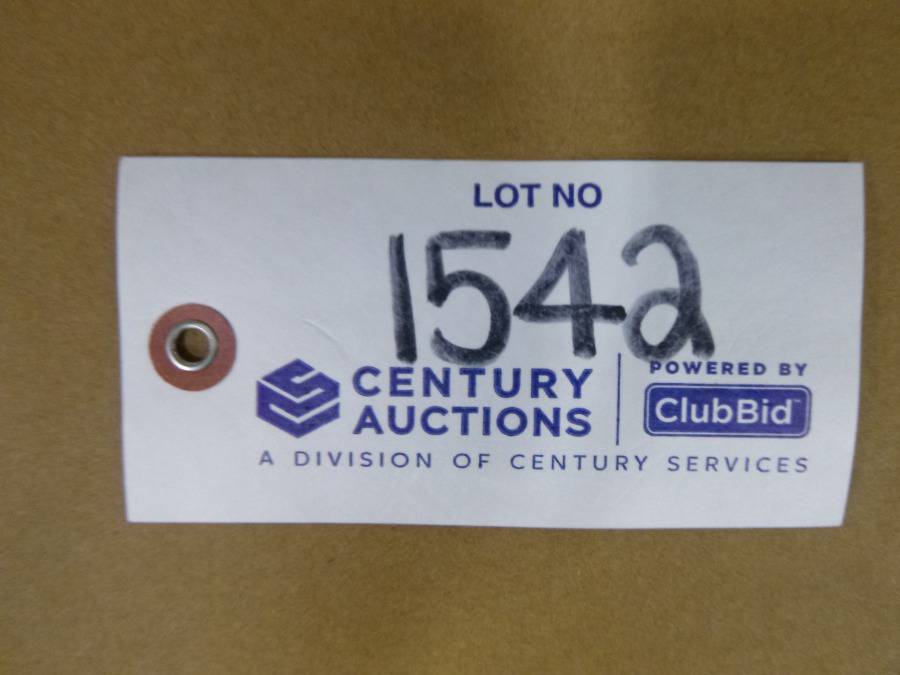 LOT NO
1542
CENTURY
AUCTIONS
POWERED BY
ClubBid™
A DIVISION OF CENTURY SERVICES